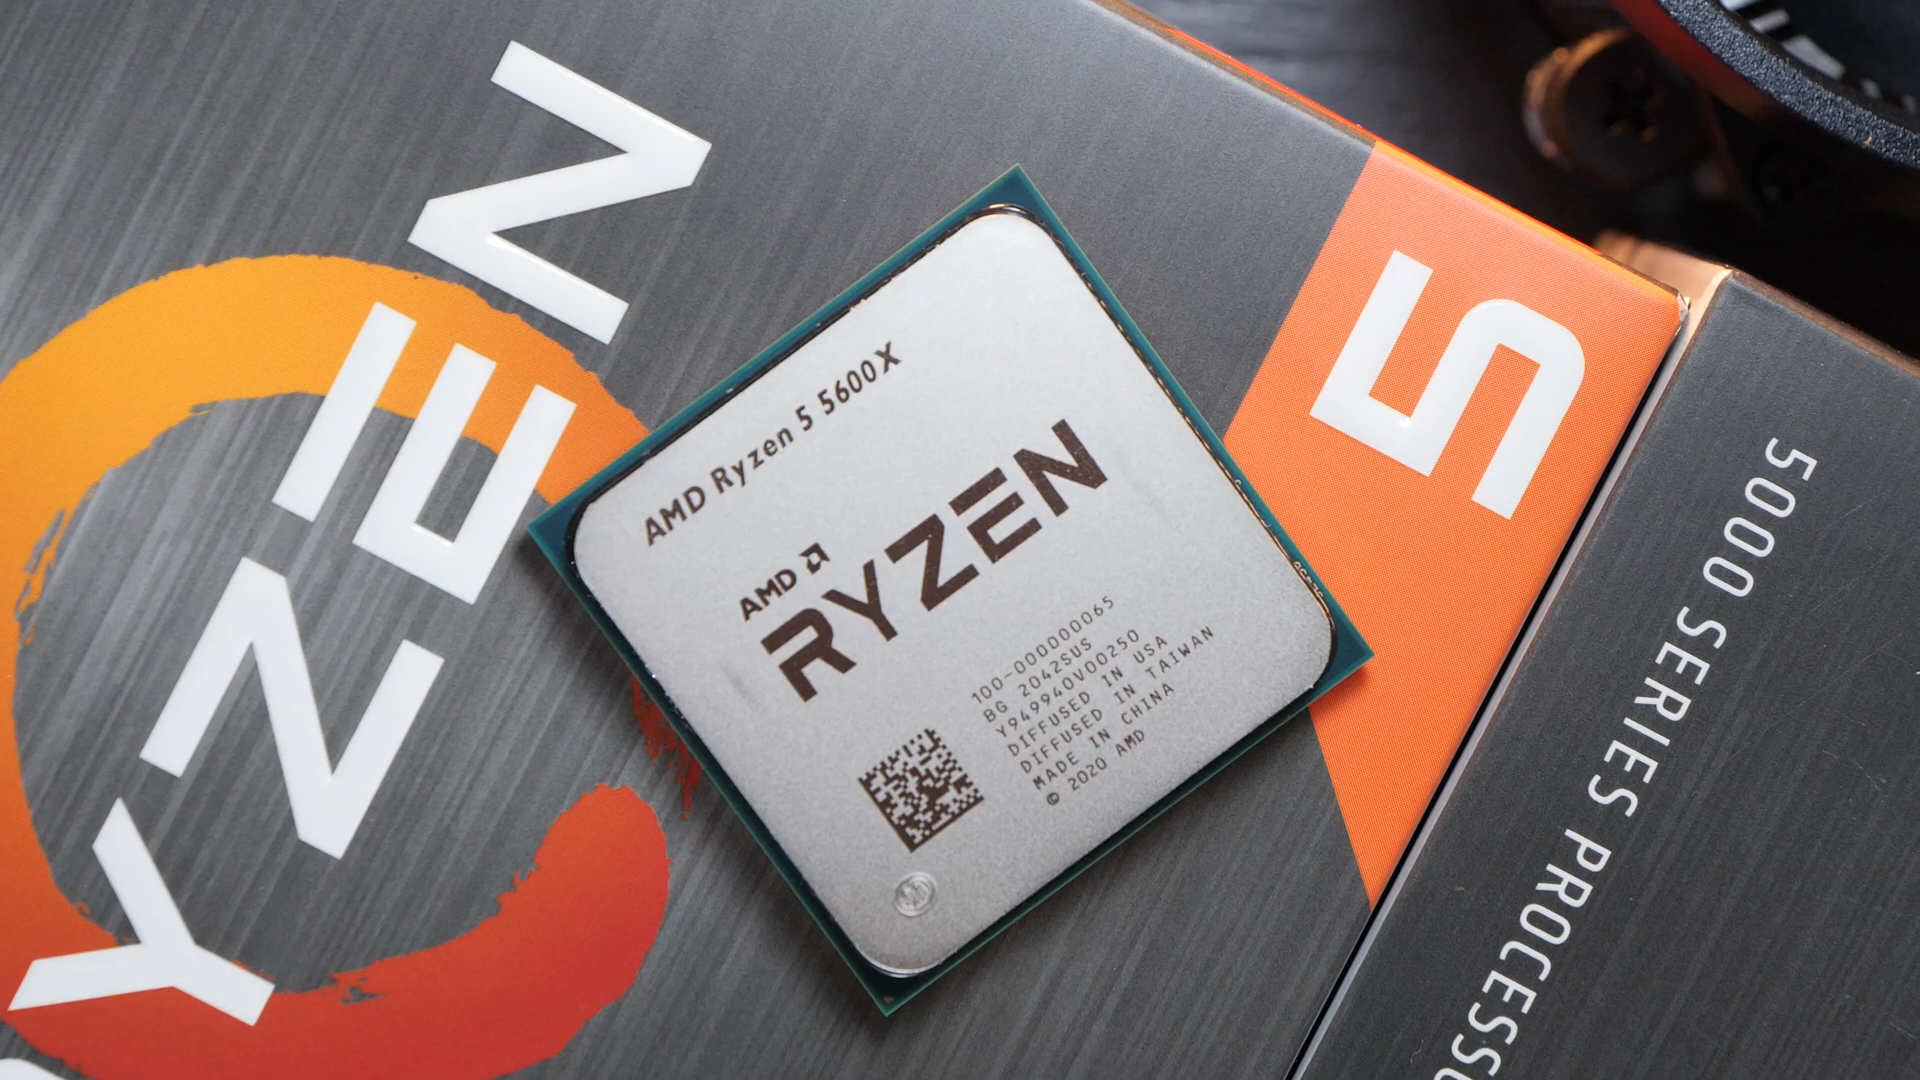 RYZEN
5
5000 SERIES PROCESSO
AMD Ryzen 5 5600X
AMD
RYZEN
100-000000065
BG 2042SUS
Y949940V00250
DIFFUSED IN USA
DIFFUSED IN TAIWAN
MADE IN CHINA
© 2020 AMD